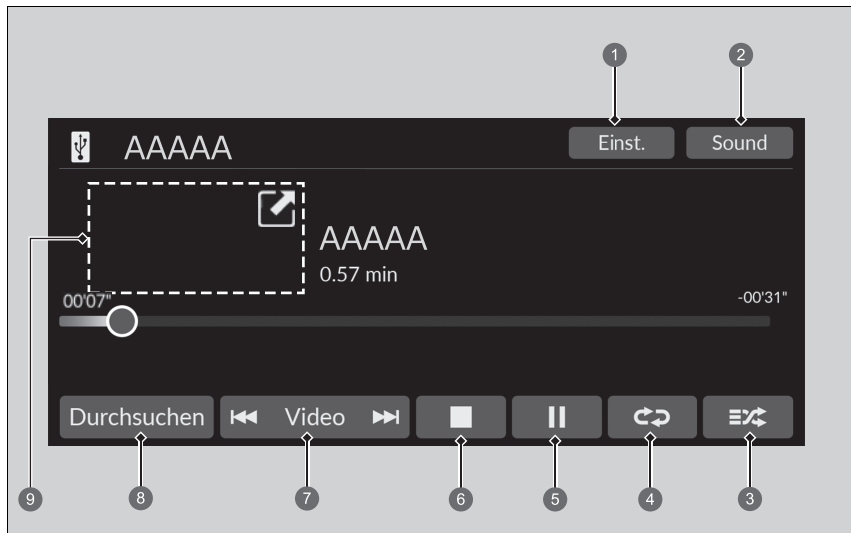 1 2
AAAAA Einst. Sound
AAAAA
0.57 min
00'07" -00'31"
Durchsuchen Video
9 8 7 6 5 4 3